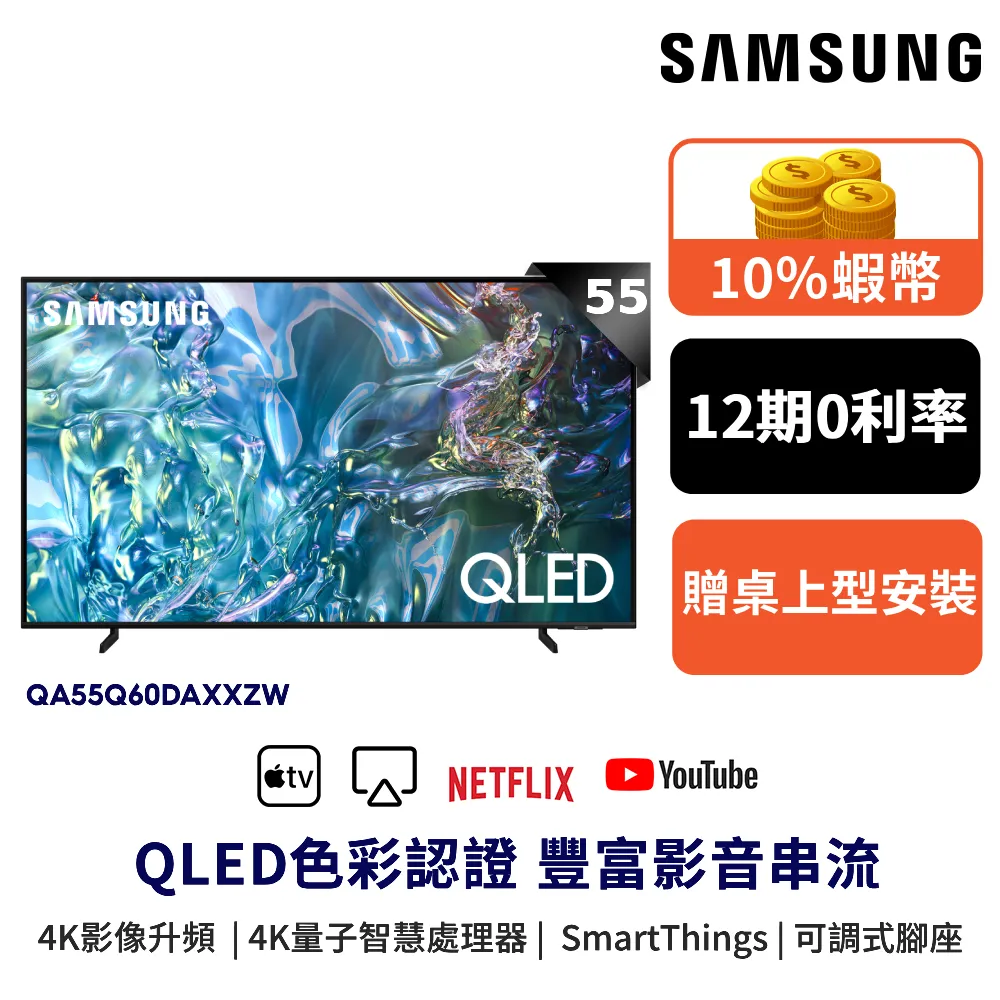 SAMSUNG
10%蝦幣
SAMSUNG
55
12期0利率
QLED
贈桌上型安裝
QA55Q60DAXXZW
tv
NETFLIX
YouTube
QLED色彩認證 豐富影音串流
4K影像升頻 | 4K量子智慧處理器 | SmartThings | 可調式腳座